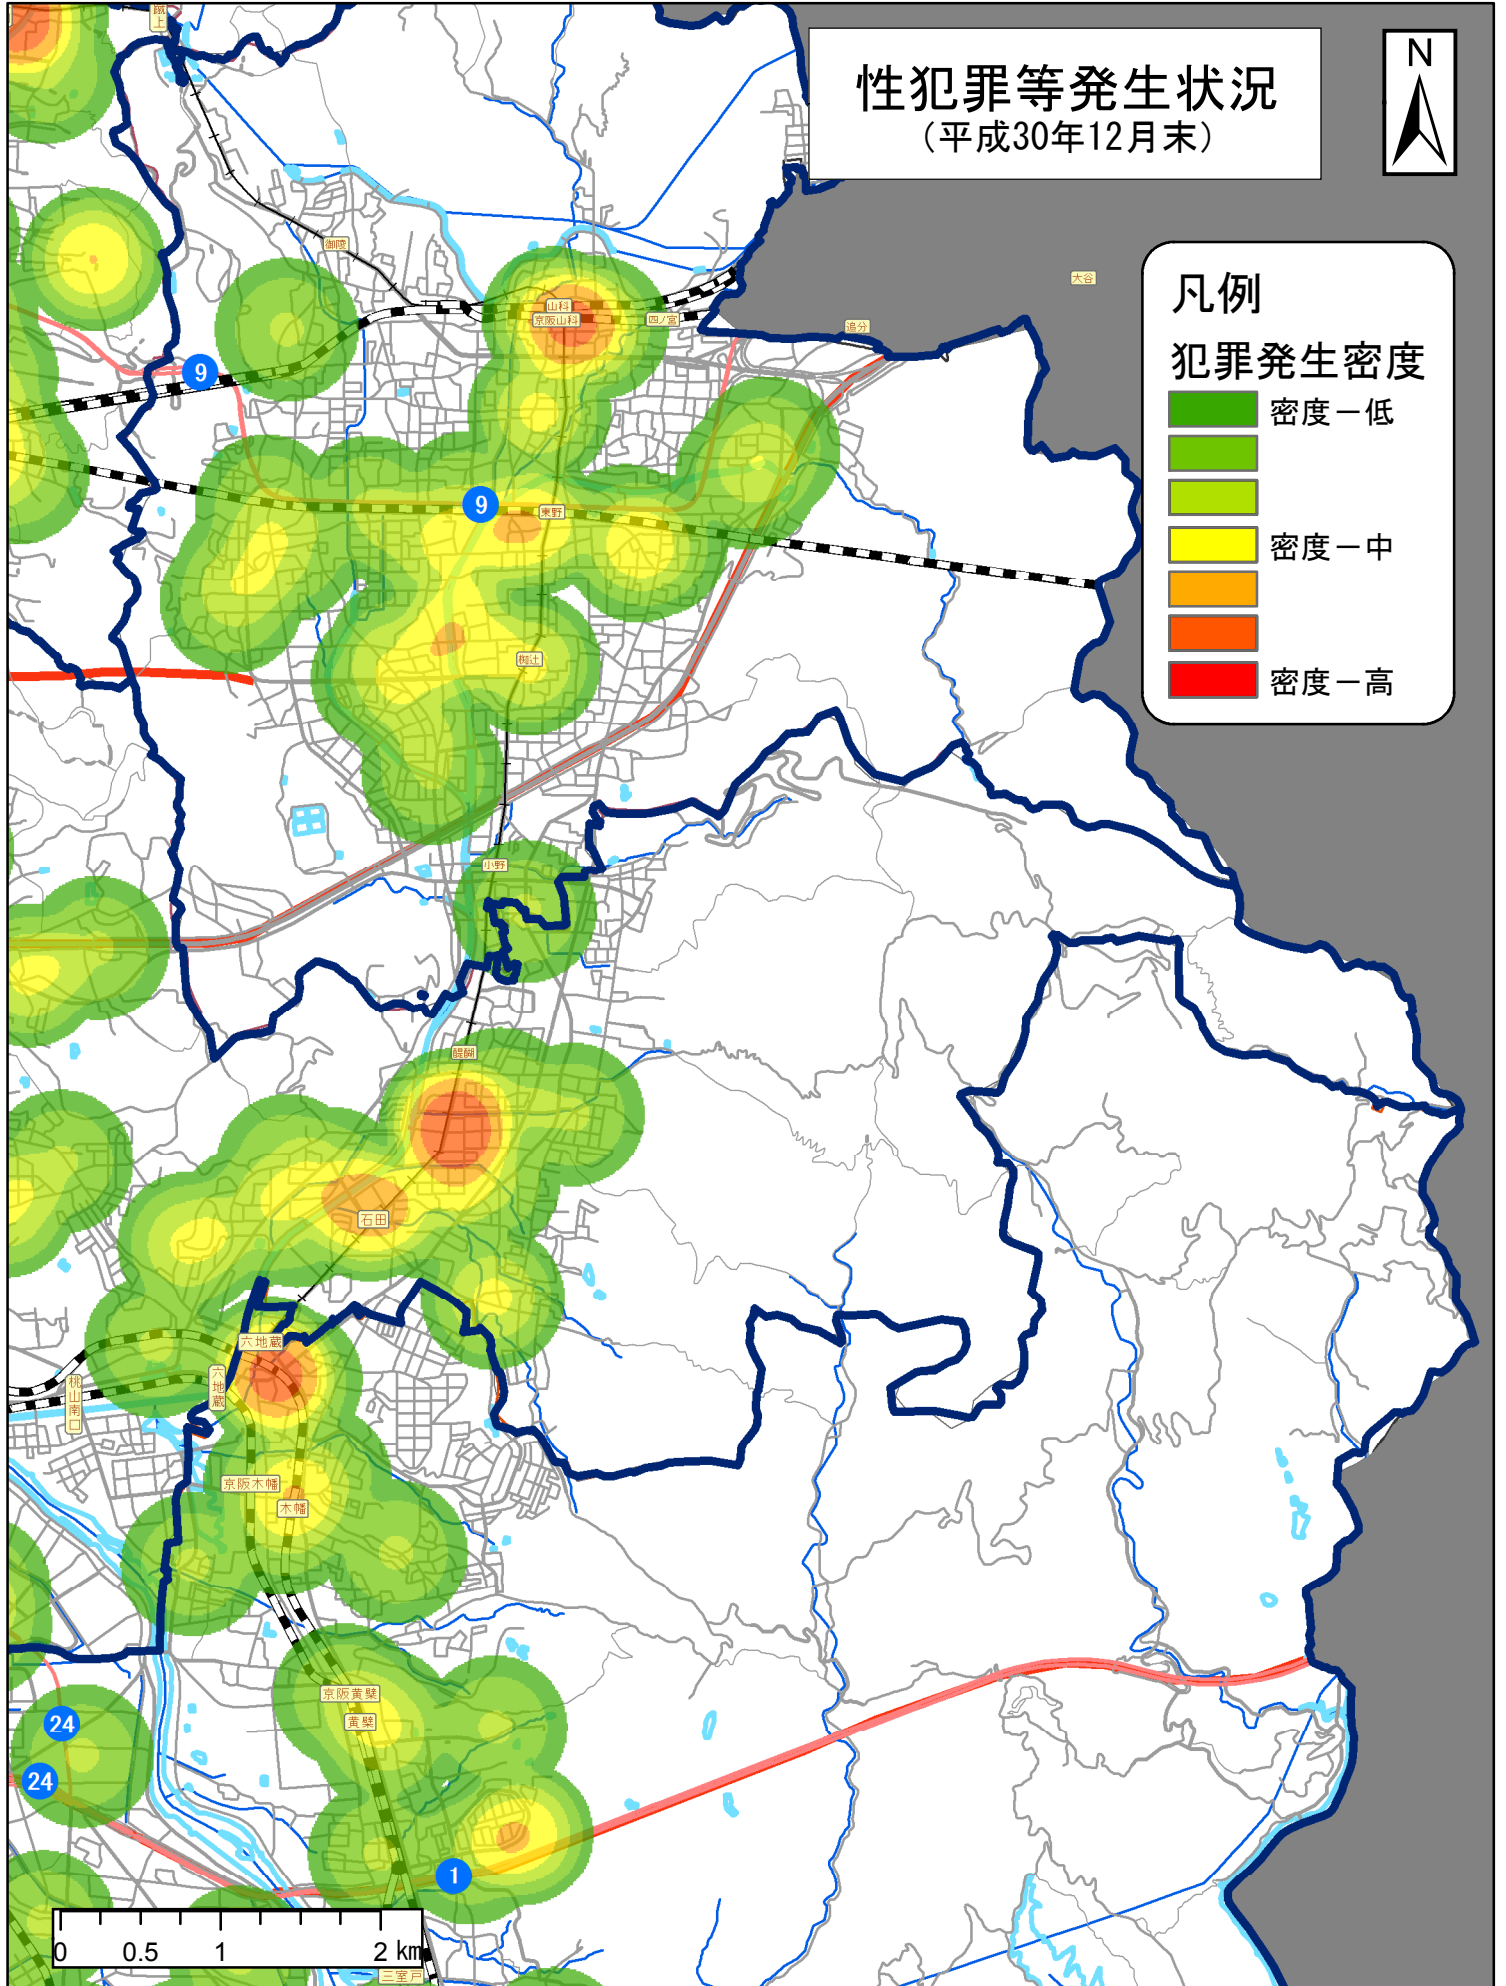 蹴上
性犯罪等発生状況
(平成30年12月末)
N
御陵
大谷
凡例
山科
京阪山科
四ノ宮
追分
犯罪発生密度
9
密度－低
9
東野
密度－中
椥辻
密度－高
小野
醍醐
石田
六地蔵
六地蔵
桃山南口
京阪木幡
木幡
京阪黄檗
黄檗
24
24
1
0
0.5
1
2 km
三室戸